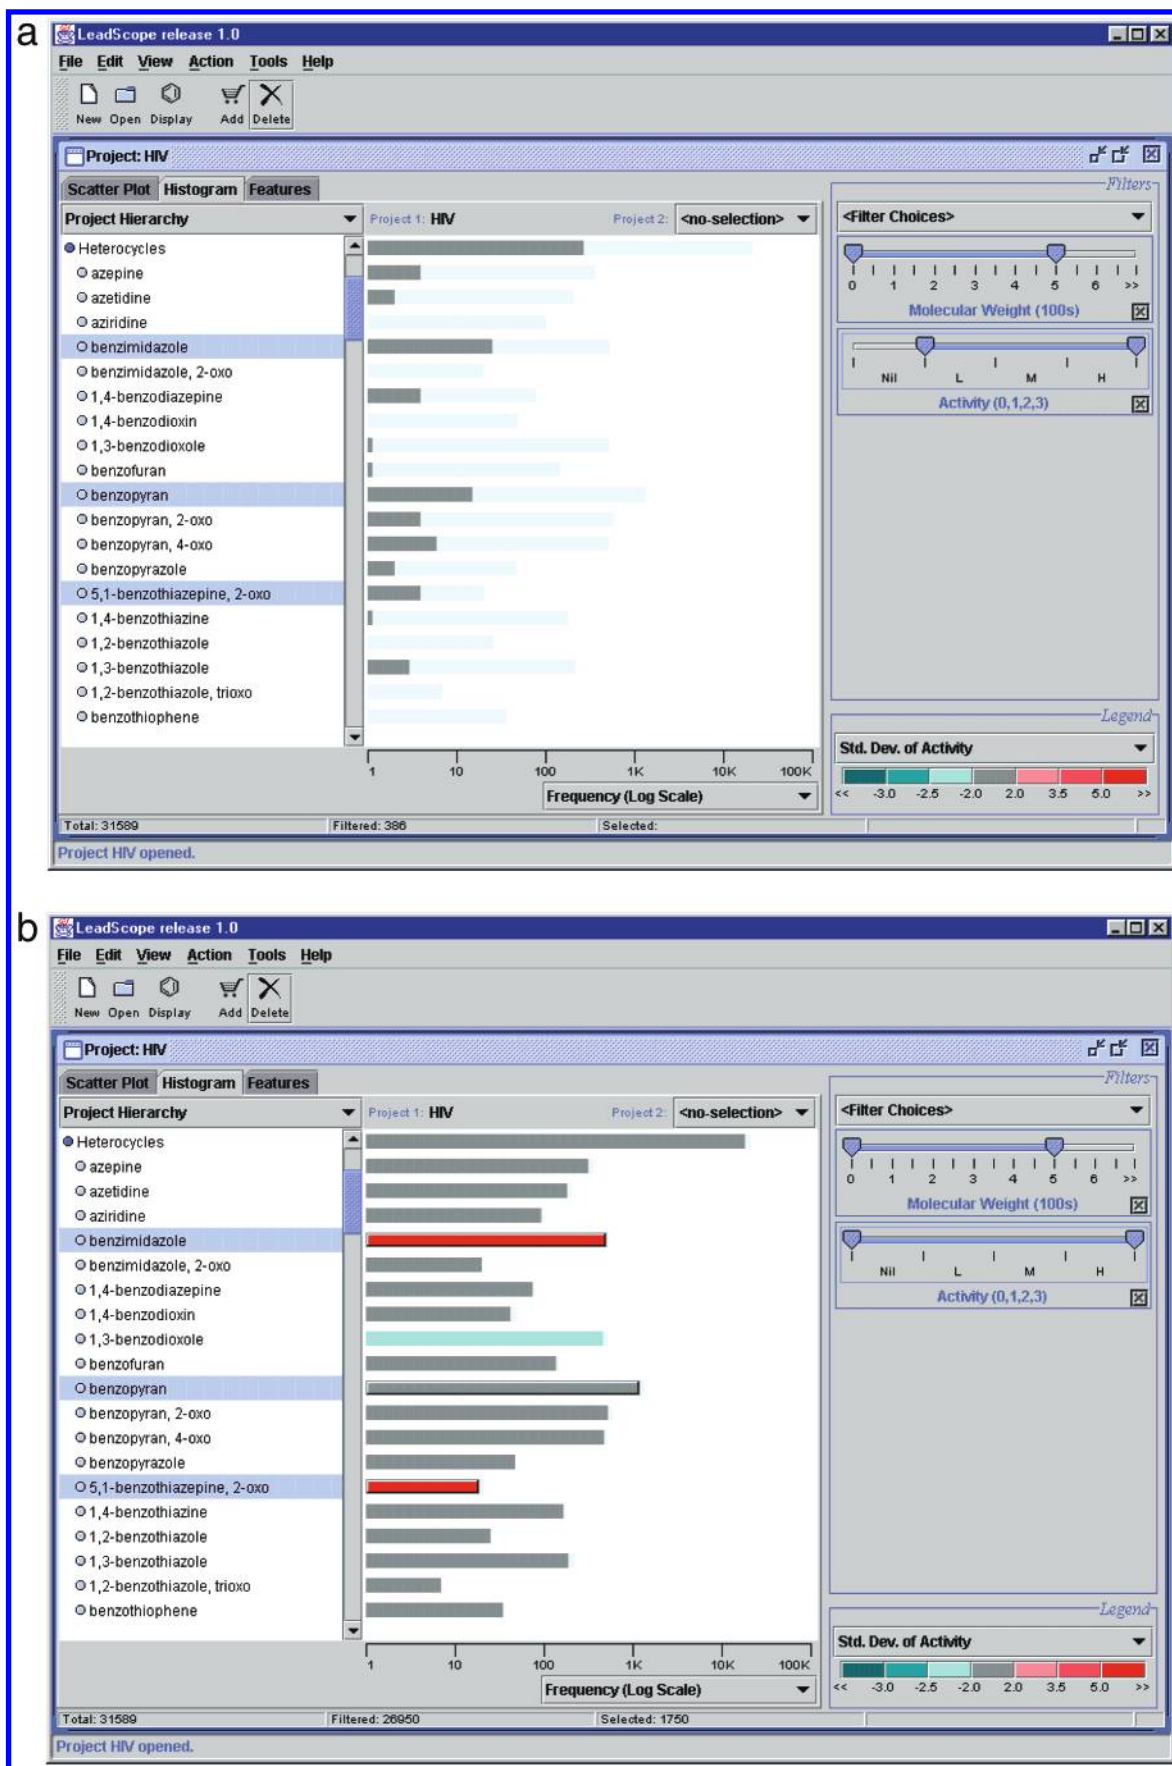 a
LeadScope release 1.0
File Edit View Action Tools Help
New Open Display Add Delete
Project: HIV
Scatter Plot Histogram Features
Filters
Project Hierarchy Project 1: HIV Project 2: <no-selection> <Filter Choices>
Heterocycles
azepine
azetidine
aziridine
benzimidazole
benzimidazole, 2-oxo
1,4-benzodiazepine
1,4-benzodioxin
1,3-benzodioxole
benzofuran
benzopyran
benzopyran, 2-oxo
benzopyran, 4-oxo
benzopyrazole
5,1-benzothiazepine, 2-oxo
1,4-benzothiazine
1,2-benzothiazole
1,3-benzothiazole
1,2-benzothiazole, trioxo
benzothiophene
1 10 100 1K 10K 100K
Frequency (Log Scale)
0 1 2 3 4 5 6 >>
Molecular Weight (100s)
Nil L M H
Activity (0,1,2,3)
Legend
Std. Dev. of Activity
<< -3.0 -2.5 -2.0 2.0 3.5 5.0 >>
Total: 31589 Filtered: 386 Selected:
Project HIV opened.
b
LeadScope release 1.0
File Edit View Action Tools Help
New Open Display Add Delete
Project: HIV
Scatter Plot Histogram Features
Filters
Project Hierarchy Project 1: HIV Project 2: <no-selection> <Filter Choices>
Heterocycles
azepine
azetidine
aziridine
benzimidazole
benzimidazole, 2-oxo
1,4-benzodiazepine
1,4-benzodioxin
1,3-benzodioxole
benzofuran
benzopyran
benzopyran, 2-oxo
benzopyran, 4-oxo
benzopyrazole
5,1-benzothiazepine, 2-oxo
1,4-benzothiazine
1,2-benzothiazole
1,3-benzothiazole
1,2-benzothiazole, trioxo
benzothiophene
1 10 100 1K 10K 100K
Frequency (Log Scale)
0 1 2 3 4 5 6 >>
Molecular Weight (100s)
Nil L M H
Activity (0,1,2,3)
Legend
Std. Dev. of Activity
<< -3.0 -2.5 -2.0 2.0 3.5 5.0 >>
Total: 31589 Filtered: 26950 Selected: 1750
Project HIV opened.